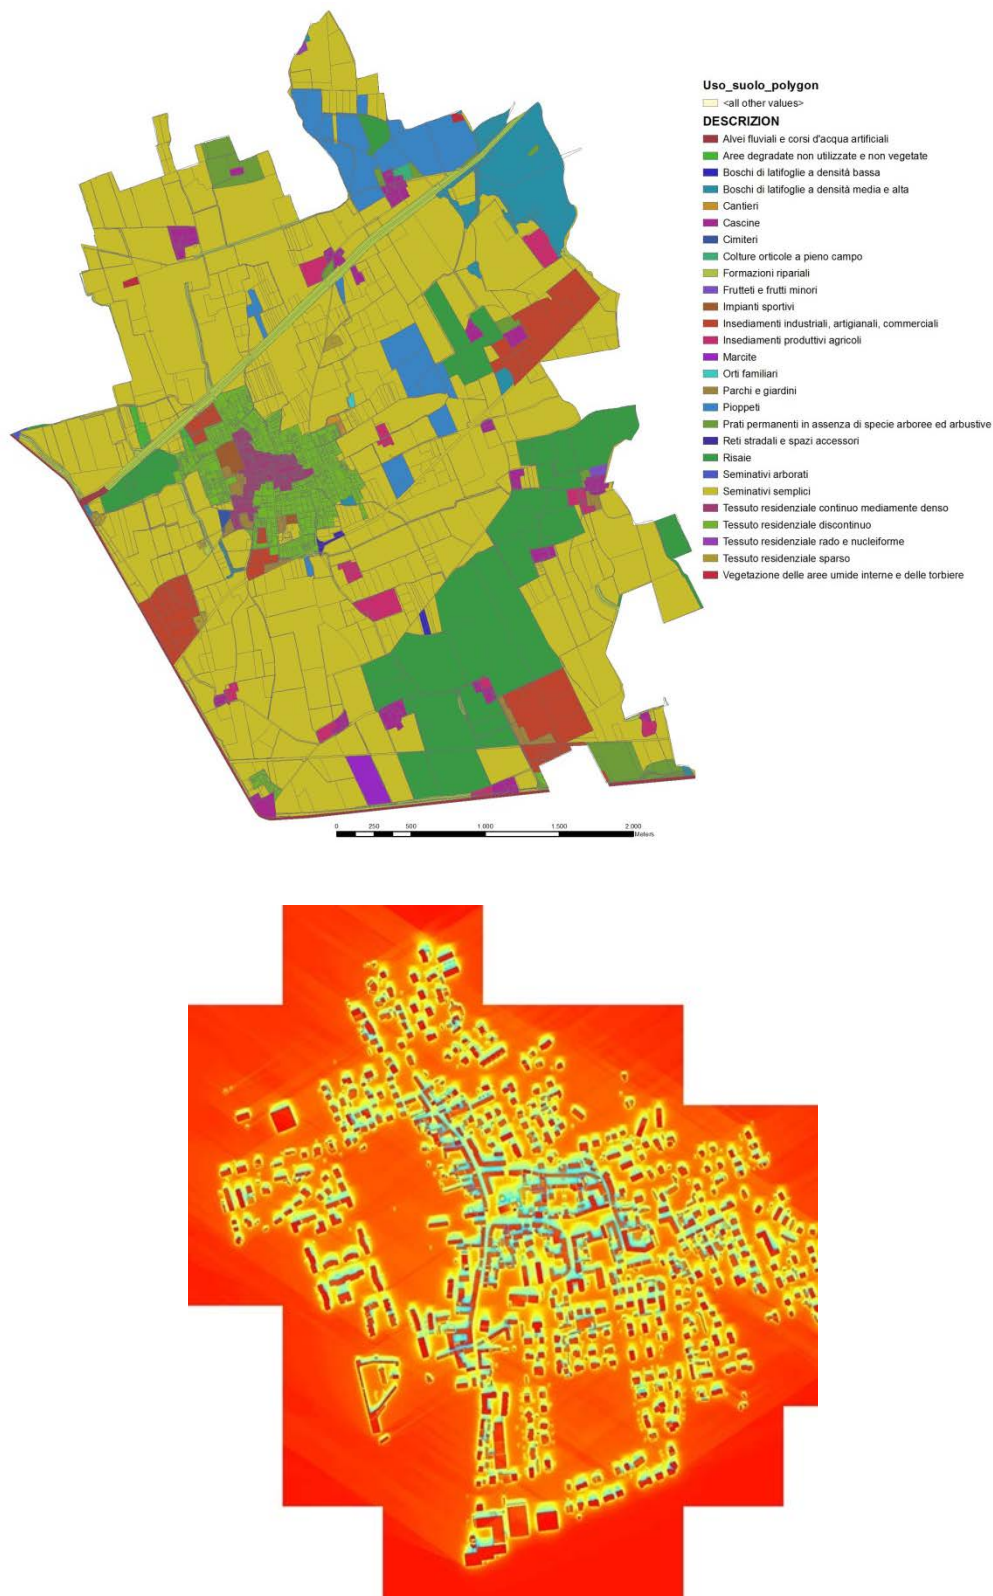 Uso_suolo_polygon
<all other values>
DESCRIZION
Alvei fluviali e corsi d'acqua artificiali
Aree degradate non utilizzate e non vegetate
Boschi di latifoglie a densità bassa
Boschi di latifoglie a densità media e alta
Cantieri
Cascine
Cimiteri
Colture orticole a pieno campo
Formazioni ripariali
Frutteti e frutti minori
Impianti sportivi
Insediamenti industriali, artigianali, commerciali
Insediamenti produttivi agricoli
Marcite
Orti familiari
Parchi e giardini
Pioppeti
Prati permanenti in assenza di specie arboree ed arbustive
Reti stradali e spazi accessori
Risaie
Seminativi arborati
Seminativi semplici
Tessuto residenziale continuo mediamente denso
Tessuto residenziale discontinuo
Tessuto residenziale rado e nucleiforme
Tessuto residenziale sparso
Vegetazione delle aree umide interne e delle torbiere
0 250 500 1 000 1 500 2 000
Meters